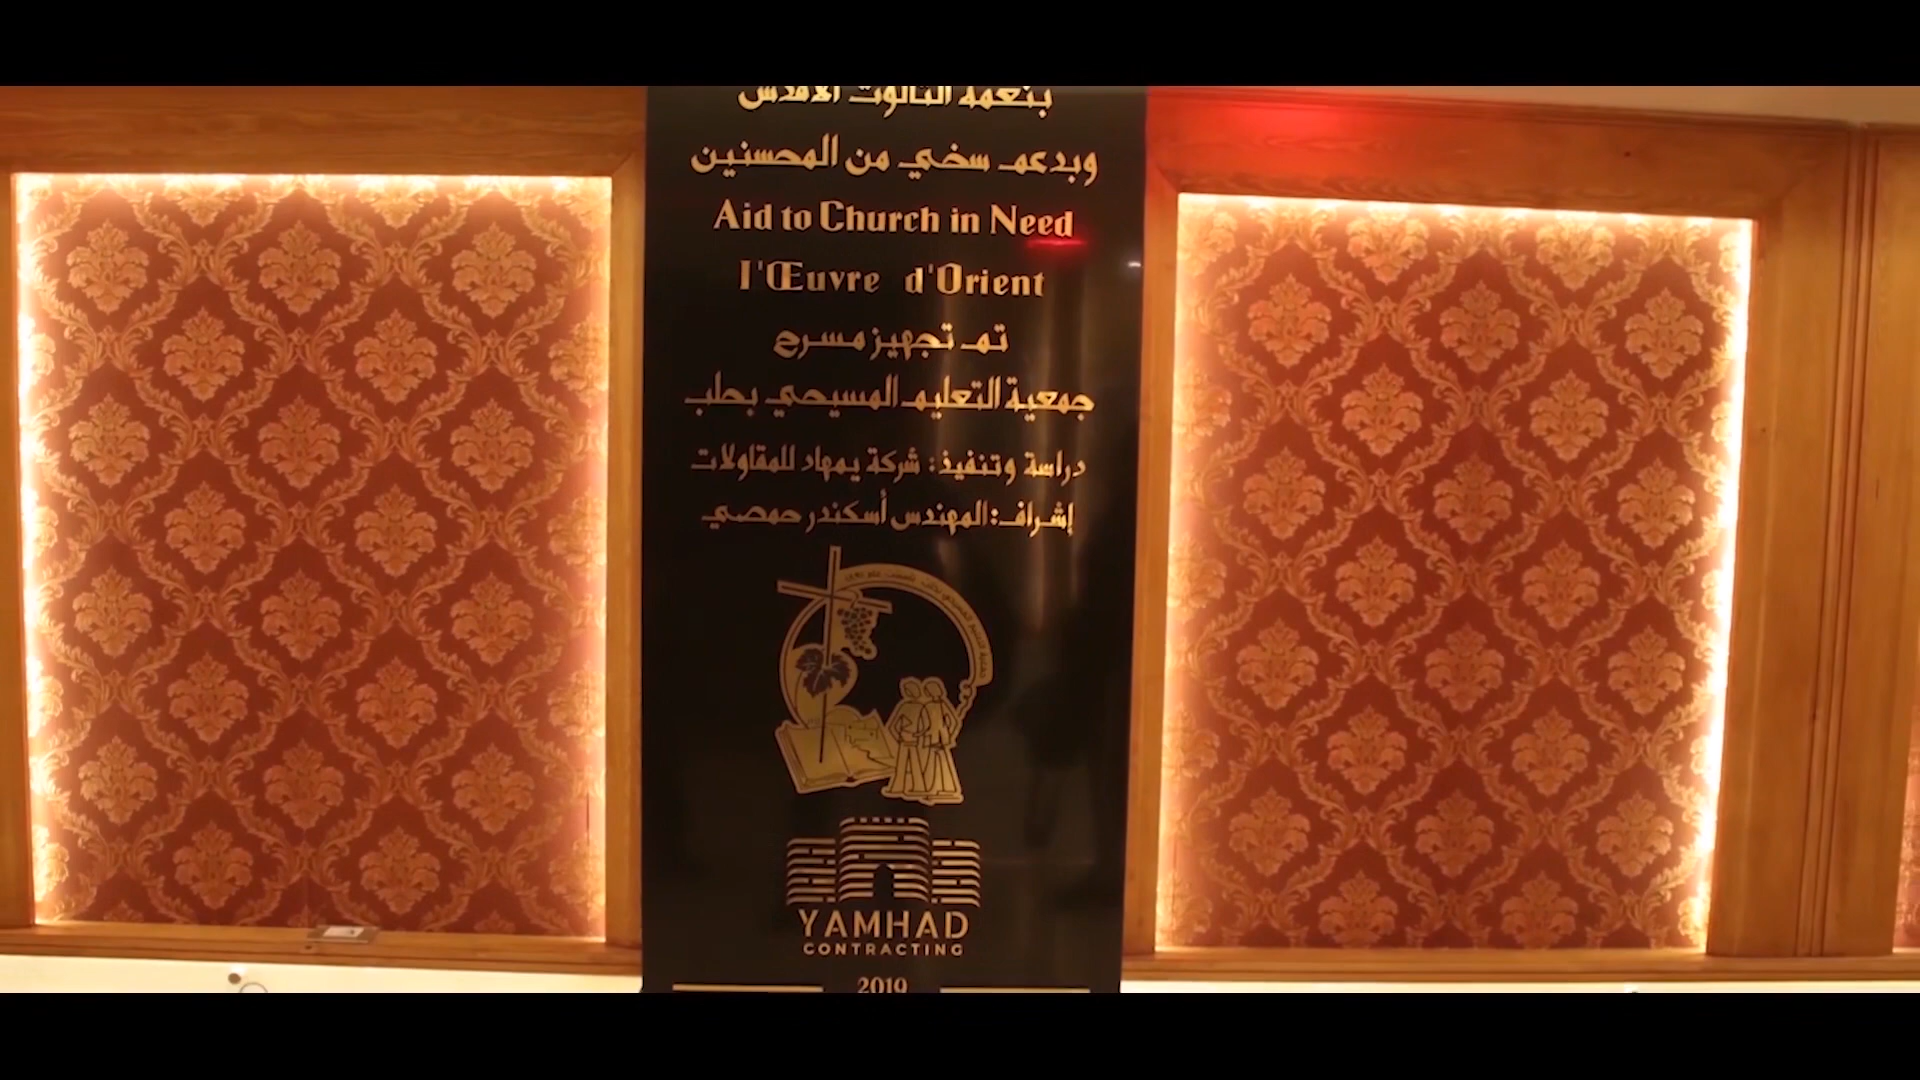 بنعمة الثالوث الأقدس
وبدعم سخي من المحسنين
Aid to Church in Need
l'Œuvre d'Orient
تم تجهيز مسرح
جمعية التعليم المسيحي بحلب
دراسة وتنفيذ: شركة يمهاد للمقاولات
إشراف: المهندس أسكندر حمصي
YAMHAD
CONTRACTING
2019